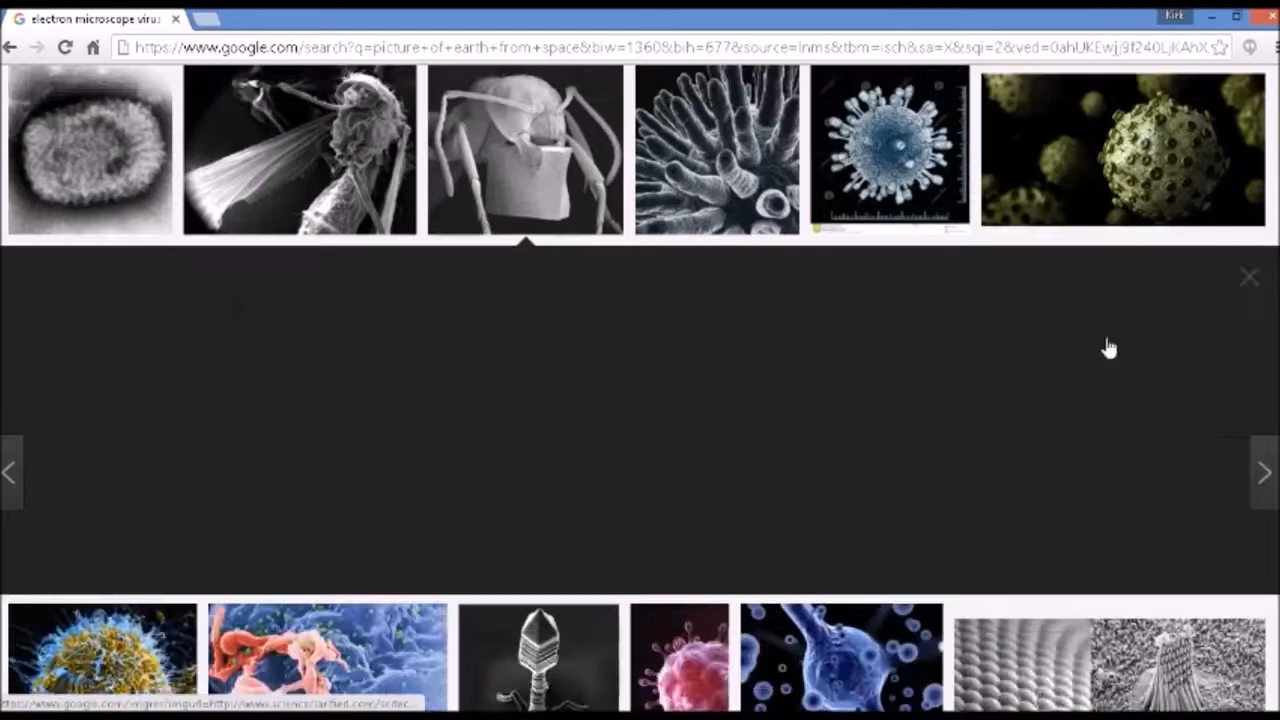 electron microscope viru
Kirk
https://www.google.com/search?q=picture+of+earth+from+space&biw=1360&bih=677&source=lnms&tbm=isch&sa=X&sqi=2&ved=0ahUKEwjj9f240LjKAhX